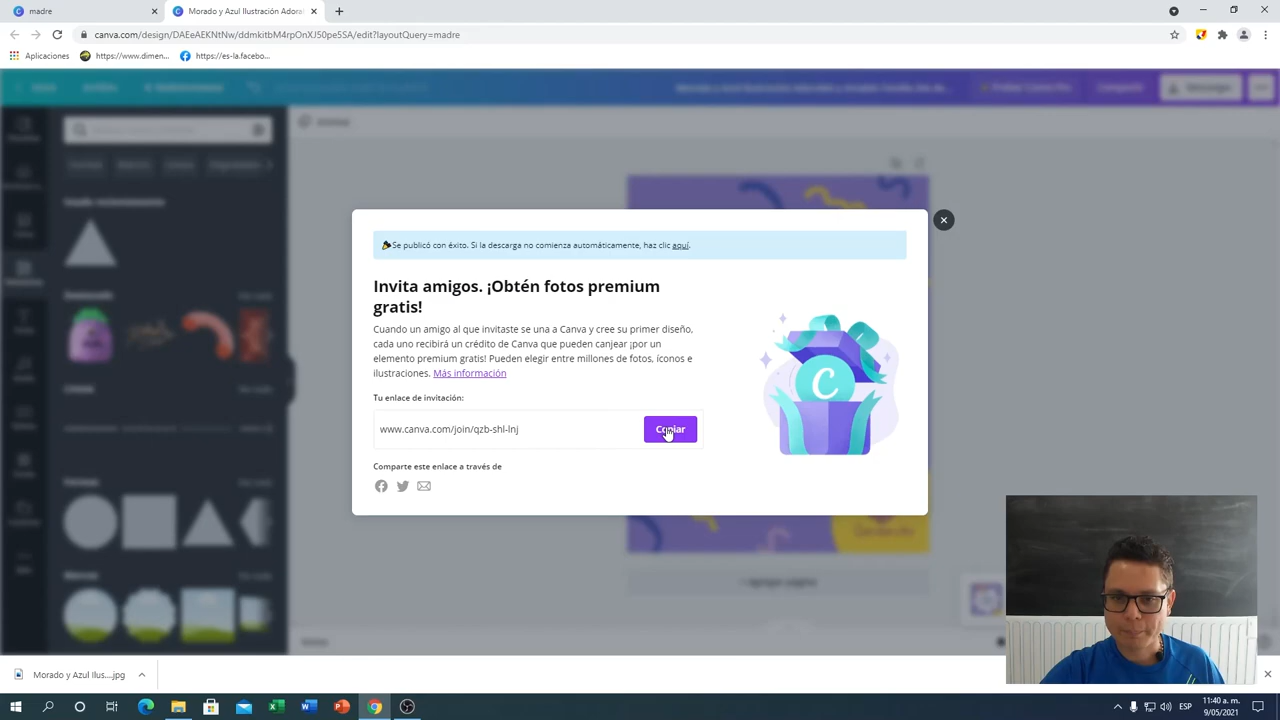 madre
Morado y Azul Ilustración Adoral
canva.com/design/DAEeAEKNtNw/ddmkitbM4rpOnXJ50pe5SA/edit?layoutQuery=madre
Aplicaciones
https://www.dimen...
https://es-la.facebo...
Se publicó con éxito. Si la descarga no comienza automáticamente, haz clic aquí.
Invita amigos. ¡Obtén fotos premium
gratis!
Cuando un amigo al que invitaste se una a Canva y cree su primer diseño,
cada uno recibirá un crédito de Canva que pueden canjear ¡por un
elemento premium gratis! Pueden elegir entre millones de fotos, íconos e
ilustraciones. Más información
Tu enlace de invitación:
www.canva.com/join/qzb-shl-lnj
Copiar
Comparte este enlace a través de
Morado y Azul Ilus....jpg
ESP
11:40 a. m.
9/05/2021